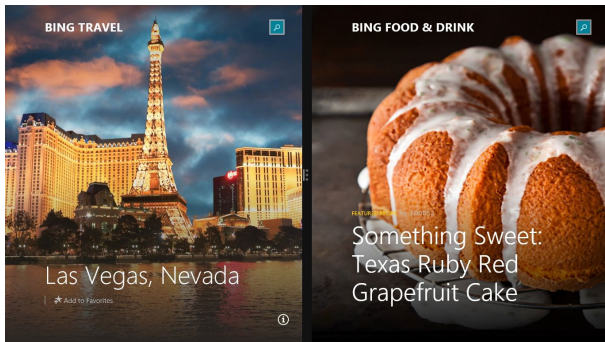 BING TRAVEL
Las Vegas, Nevada
Add to Favorites
BING FOOD & DRINK
Something Sweet:
Texas Ruby Red
Grapefruit Cake